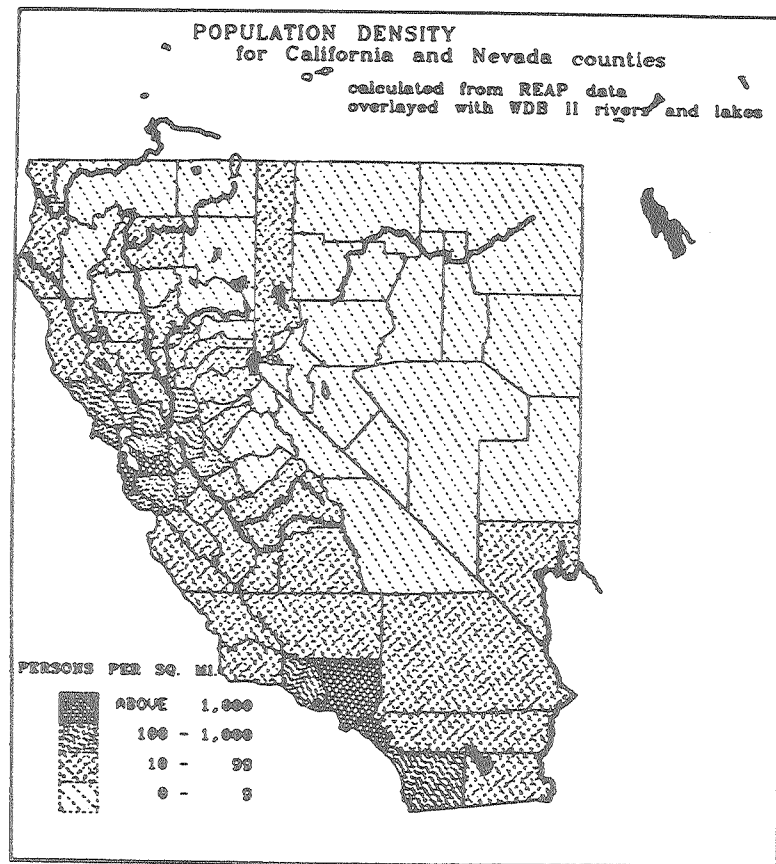 POPULATION DENSITY
for California and Nevada counties
calculated from REAP data
overlayed with WDB II rivers and lakes
PERSONS PER SQ. MI.
ABOVE 1,000
100 - 1,000
10 - 99
0 - 9